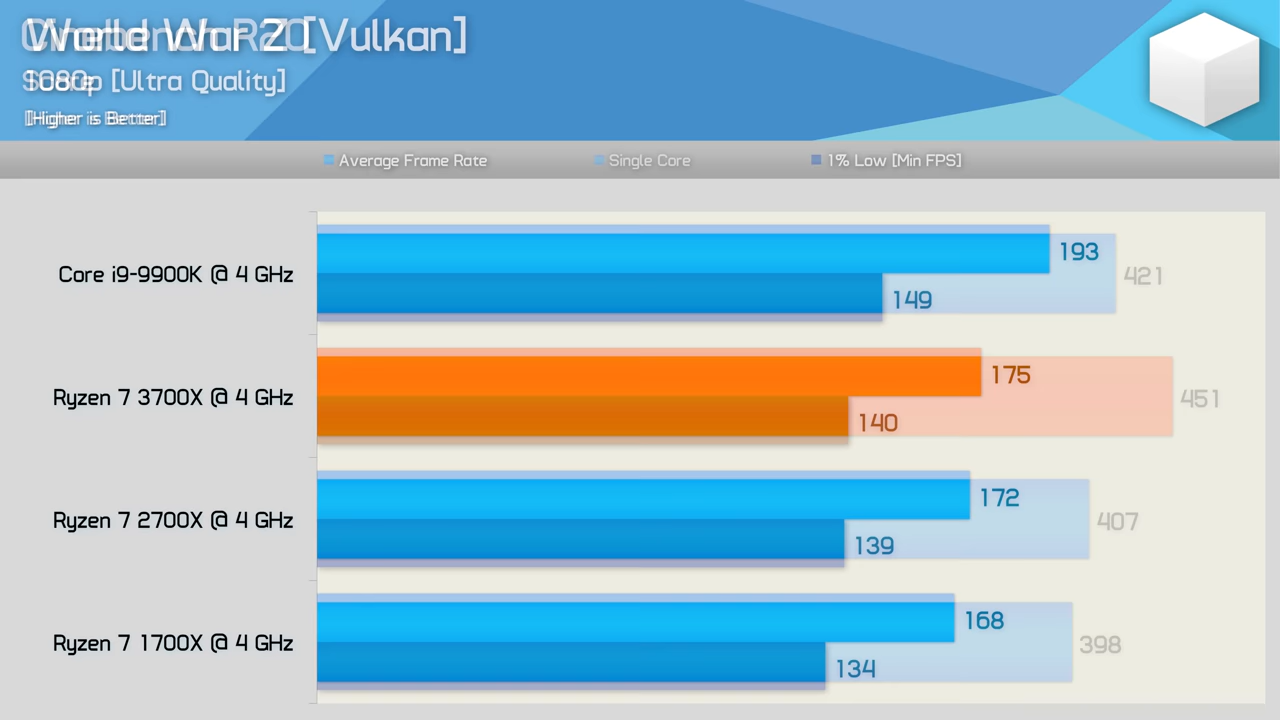 World War Z [Vulkan]
Cinebench R20
1080p [Ultra Quality]
[Higher is Better]
Average Frame Rate Single Core 1% Low [Min FPS]
Core i9-9900K @ 4 GHz 193 149 421
Ryzen 7 3700X @ 4 GHz 175 140 451
Ryzen 7 2700X @ 4 GHz 172 139 407
Ryzen 7 1700X @ 4 GHz 168 134 398